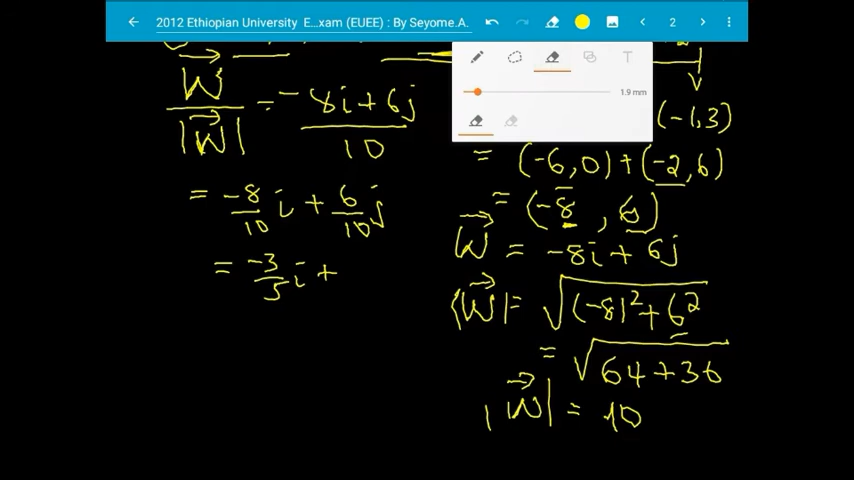 2012 Ethiopian University E...xam (EUEE) : By Seyome.A.
2
T
1.9 mm
W / |W| = -8i + 6j / 10
= -8/10 i + 6/10 j
= -3/5 i +
(-1,3)
= (-6,0) + (-2,6)
= (-8, 6)
W = -8i + 6j
|W| = √(-8)² + 6²
= √64+36
|W| = 10